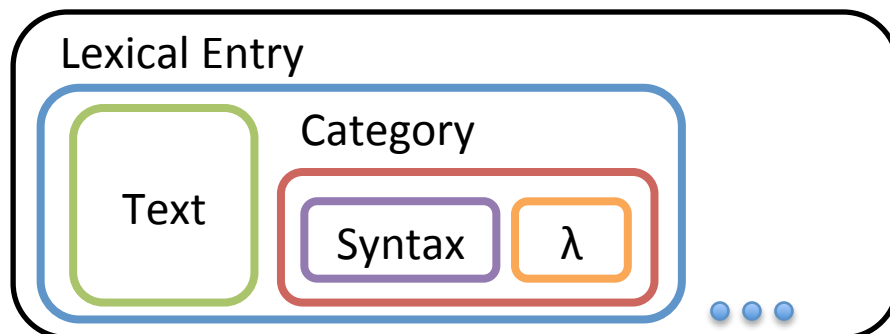 Lexical Entry
Category
Text
Syntax
λ